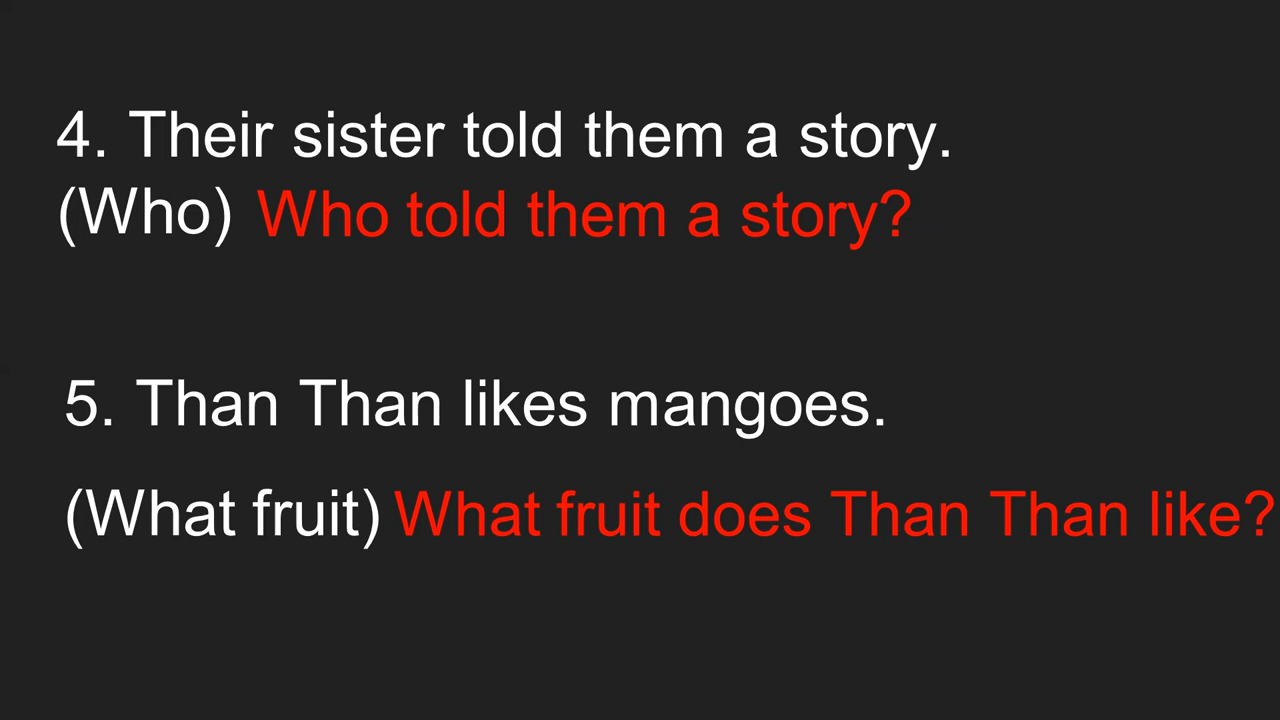 4. Their sister told them a story.
(Who) Who told them a story?
5. Than Than likes mangoes.
(What fruit) What fruit does Than Than like?